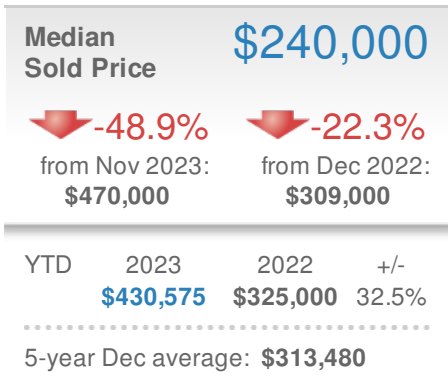 Median
Sold Price
$240,000
-48.9%
from Nov 2023:
$470,000
-22.3%
from Dec 2022:
$309,000
YTD 2023 2022 +/-
$430,575 $325,000 32.5%
5-year Dec average: $313,480